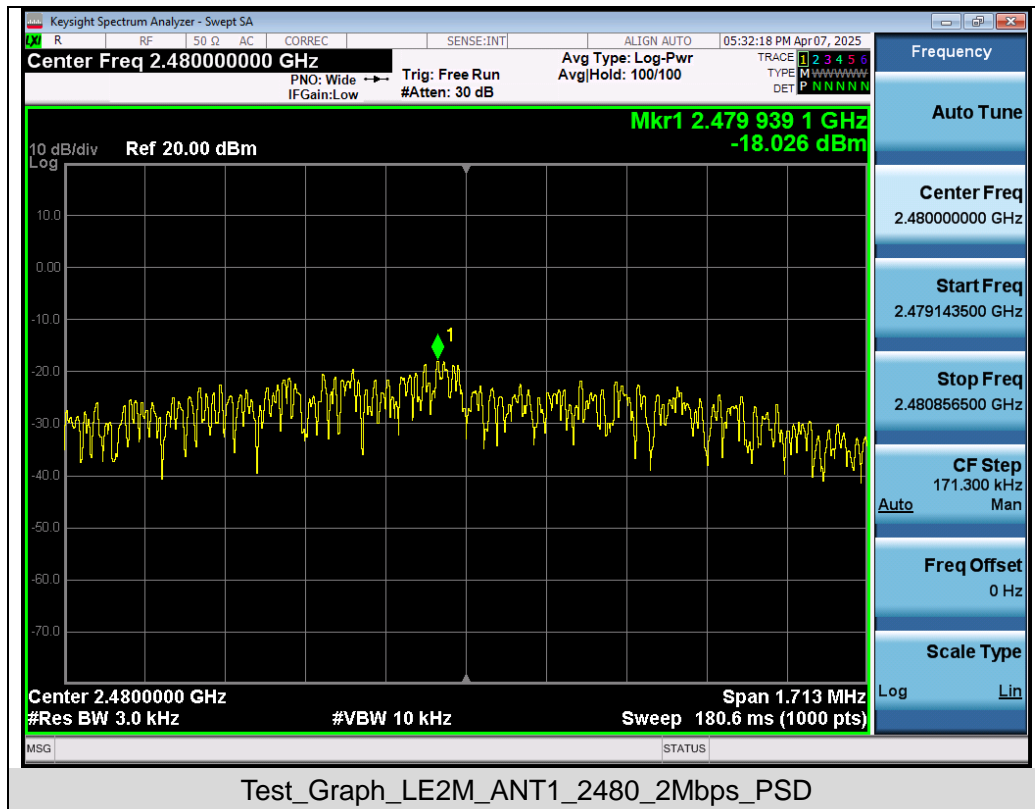 Keysight Spectrum Analyzer - Swept SA
LXI R RF 50 Ω AC CORREC SENSE:INT ALIGN AUTO 05:32:18 PM Apr 07, 2025
Center Freq 2.480000000 GHz
PNO: Wide
IFGain:Low
Trig: Free Run
#Atten: 30 dB
Avg Type: Log-Pwr
Avg|Hold: 100/100
TRACE 1 2 3 4 5 6
TYPE M WWWWW
DET P N N N N N
Mkr1 2.479 939 1 GHz
-18.026 dBm
10 dB/div Ref 20.00 dBm
Log
10.0
0.00
-10.0
1
-20.0
-30.0
-40.0
-50.0
-60.0
-70.0
Center 2.4800000 GHz Span 1.713 MHz
#Res BW 3.0 kHz #VBW 10 kHz Sweep 180.6 ms (1000 pts)
MSG STATUS
Frequency
Auto Tune
Center Freq
2.480000000 GHz
Start Freq
2.479143500 GHz
Stop Freq
2.480856500 GHz
CF Step
171.300 kHz
Auto Man
Freq Offset
0 Hz
Scale Type
Log Lin
Test_Graph_LE2M_ANT1_2480_2Mbps_PSD